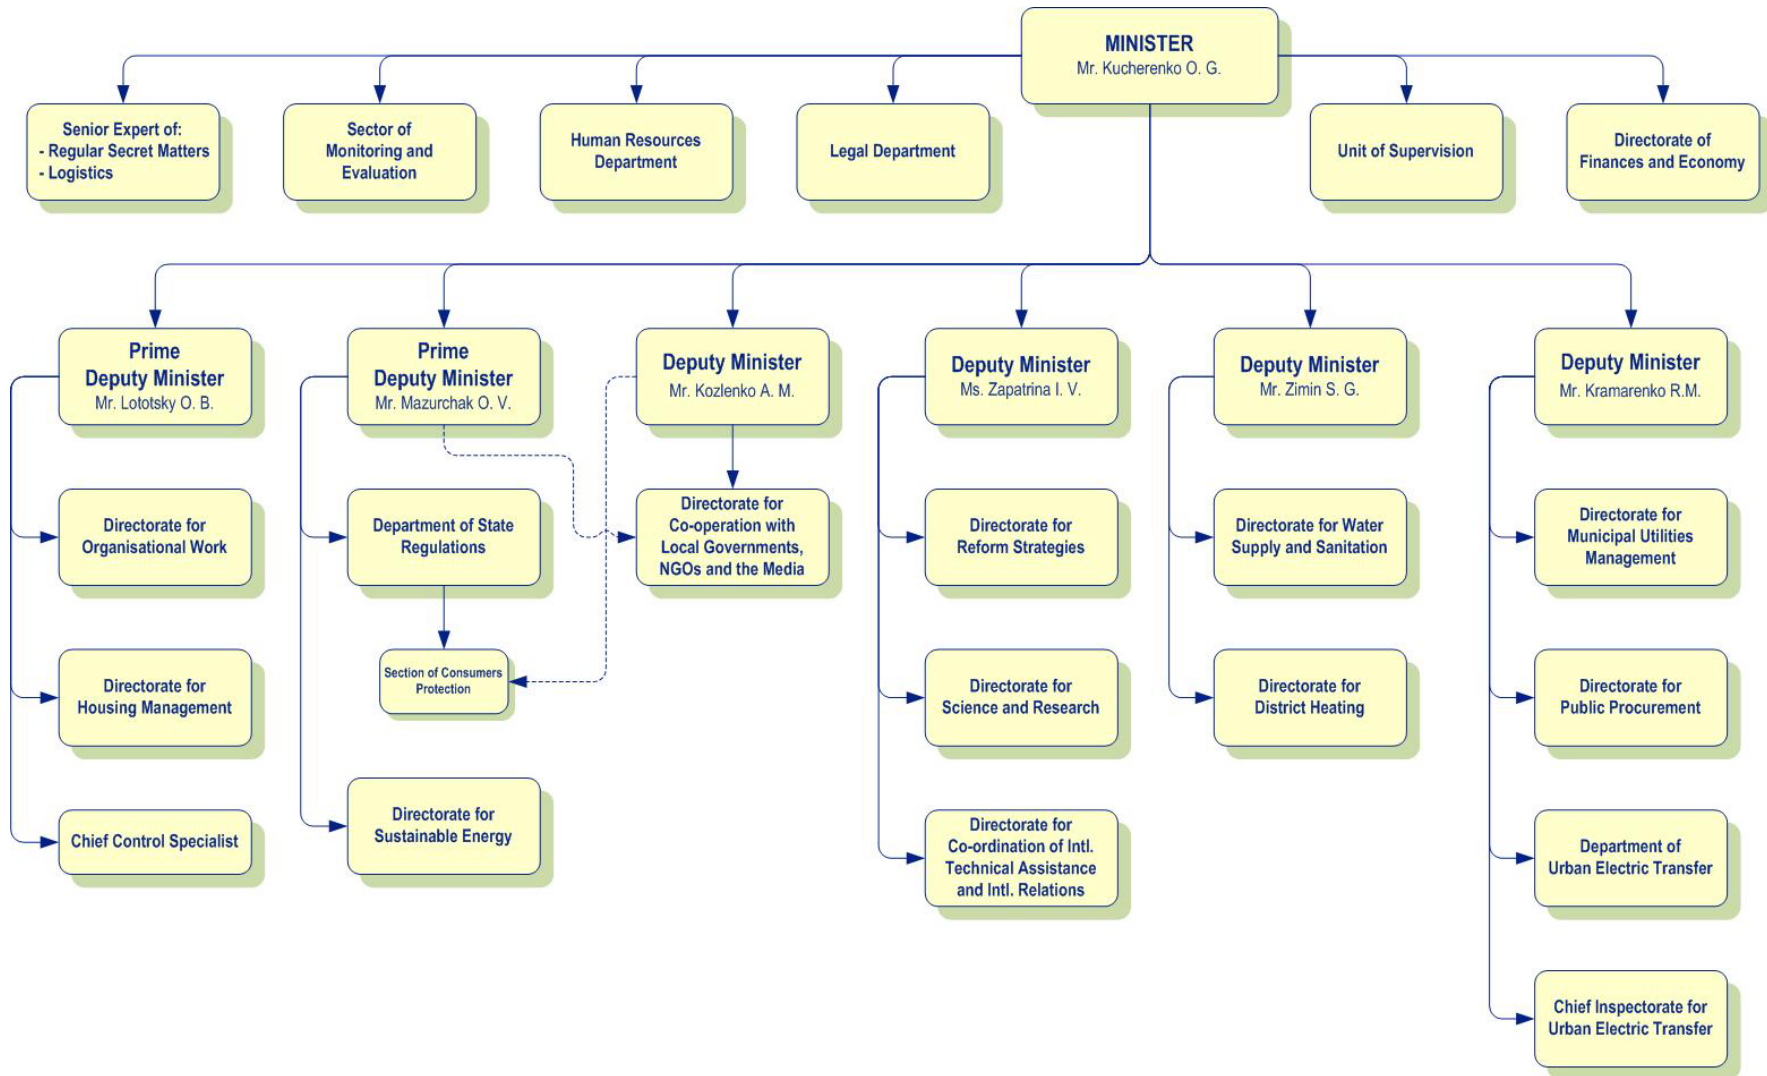 MINISTER
Mr. Kucherenko O. G.
Senior Expert of:
- Regular Secret Matters
- Logistics
Sector of
Monitoring and
Evaluation
Human Resources
Department
Legal Department
Unit of Supervision
Directorate of
Finances and Economy
Prime
Deputy Minister
Mr. Lototsky O. B.
Prime
Deputy Minister
Mr. Mazurchak O. V.
Deputy Minister
Mr. Kozlenko A. M.
Deputy Minister
Ms. Zapatrina I. V.
Deputy Minister
Mr. Zimin S. G.
Deputy Minister
Mr. Kramarenko R.M.
Directorate for
Organisational Work
Department of State
Regulations
Directorate for
Co-operation with
Local Governments,
NGOs and the Media
Directorate for
Reform Strategies
Directorate for Water
Supply and Sanitation
Directorate for
Municipal Utilities
Management
Directorate for
Housing Management
Section of Consumers
Protection
Directorate for
Science and Research
Directorate for
District Heating
Directorate for
Public Procurement
Chief Control Specialist
Directorate for
Sustainable Energy
Directorate for
Co-ordination of Intl.
Technical Assistance
and Intl. Relations
Department of
Urban Electric Transfer
Chief Inspectorate for
Urban Electric Transfer